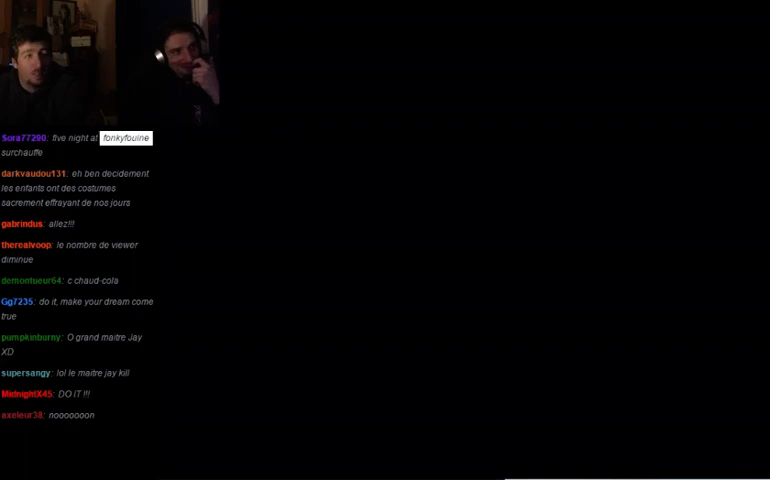 Sora77290: five night at fonkyfouine
surchauffe
darkvaudou131: eh ben decidement
les enfants ont des costumes
sacrement effrayant de nos jours
gabrindus: allez!!!
therealvoop: le nombre de viewer
diminue
demontueur64: c chaud-cola
Gg7235: do it, make your dream come
true
pumpkinburny: O grand maitre Jay
XD
supersangy: lol le maitre jay kill
MidnightX45: DO IT !!!
axeleur38: noooooooon